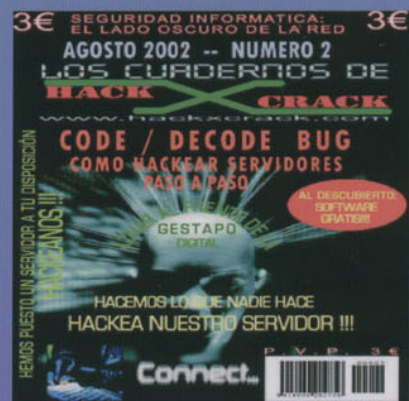 3€ SEGURIDAD INFORMATICA: 3€
EL LADO OSCURO DE LA RED
AGOSTO 2002 -- NUMERO 2
LOS CUADERNOS DE
HACK X CRACK
www.hackxcrack.com
CODE / DECODE BUG
COMO HACKEAR SERVIDORES
PASO A PASO
AL DESCUBIERTO:
SOFTWARE
GRATIS!!!
GESTAPO
DIGITAL
HACEMOS LO QUE NADIE HACE
HACKEA NUESTRO SERVIDOR !!!
HEMOS PUESTO UN SERVIDOR A TU DISPOSICIÓN
HACKEANOS !!!
Connect...
P.V.P. 3€